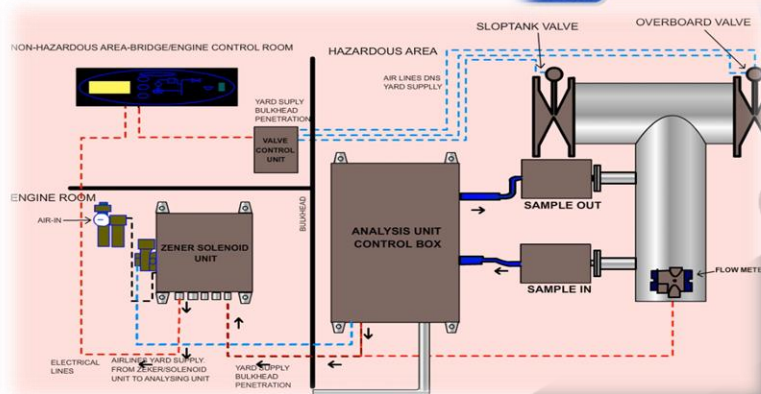 SLOPTANK VALVE
OVERBOARD VALVE
NON-HAZARDOUS AREA-BRIDGE/ENGINE CONTROL ROOM
HAZARDOUS AREA
AIR LINES DNS
YARD SUPPLLY
YARD SUPLY
BULKHEAD
PENETRATION
VALVE
CONTROL
UNIT
ENGINE ROOM
AIR-IN
ZENER SOLENOID
UNIT
BULKHEAD
ANALYSIS UNIT
CONTROL BOX
SAMPLE OUT
SAMPLE IN
FLOW METE
ELECTRICAL
LINES
AIRLINES YARD SUPPLY.
FROM ZEKER/SOLENOID
UNIT TO ANALYSING UNIT
YARD SUPPLY
BULKHEAD
PENETRATION